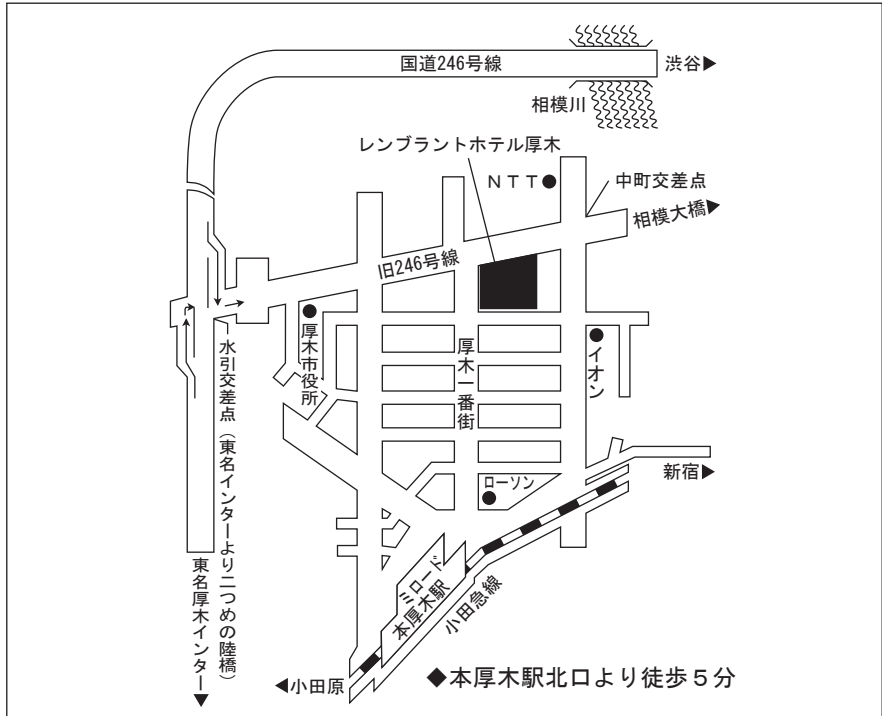 国道246号線
渋谷▶
相模川
レンブラントホテル厚木
NTT●
中町交差点
相模大橋▶
旧246号線
厚木市役所
厚木一番街
イオン
水引交差点(東名インターより二つめの陸橋)
ローソン
新宿▶
ミロード
本厚木駅
小田急線
東名厚木インター▼
◀小田原
◆本厚木駅北口より徒歩5分